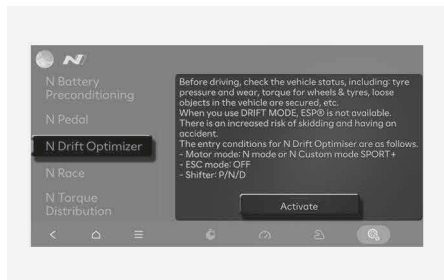 N
N Battery
Preconditioning
N Pedal
N Drift Optimizer
N Race
N Torque
Distribution
Before driving, check the vehicle status, including: tyre
pressure and wear, torque for wheels & tyres, loose
objects in the vehicle are secured, etc.
When you use DRIFT MODE, ESP® is not available.
There is an increased risk of skidding and having an
accident.
The entry conditions for N Drift Optimizer are as follows.
- Motor mode: N mode or N Custom mode SPORT+
- ESC mode: OFF
- Shifter: P/N/D
Activate